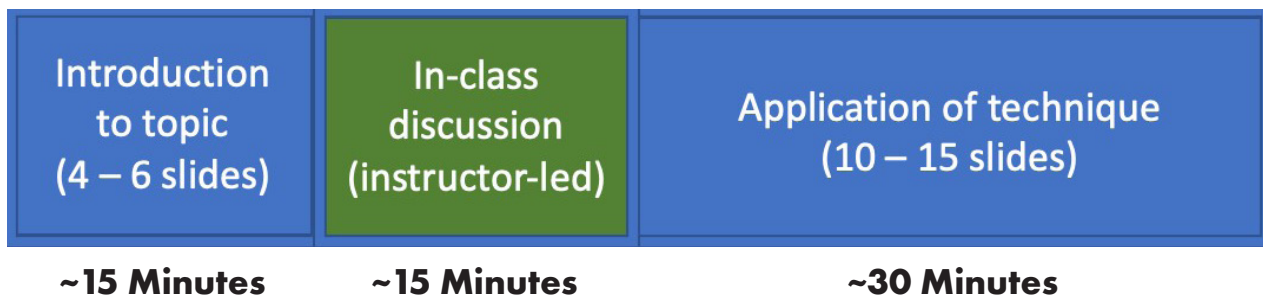 Introduction
to topic
(4 – 6 slides)
In-class
discussion
(instructor-led)
Application of technique
(10 – 15 slides)
~15 Minutes
~15 Minutes
~30 Minutes